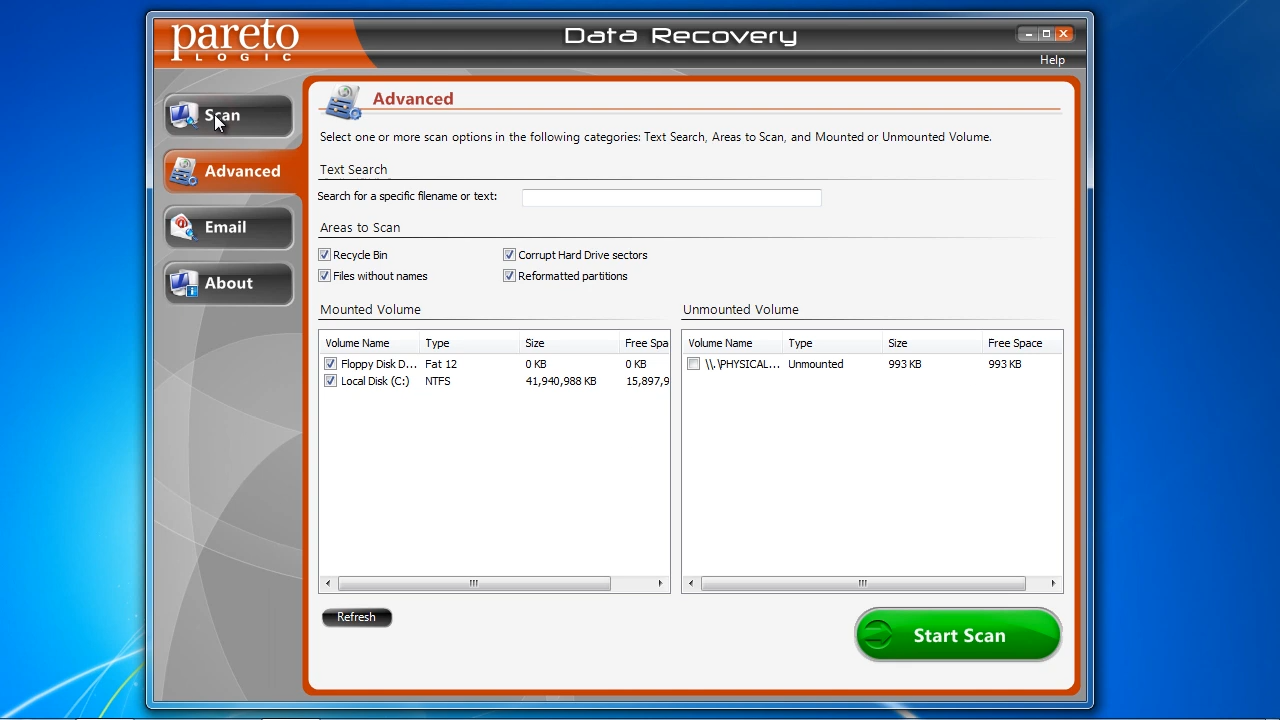 pareto
LOGIC
Data Recovery
Help
Scan
Advanced
Email
About
Advanced
Select one or more scan options in the following categories: Text Search, Areas to Scan, and Mounted or Unmounted Volume.
Text Search
Search for a specific filename or text:
Areas to Scan
Recycle Bin Corrupt Hard Drive sectors
Files without names Reformatted partitions
Mounted Volume Unmounted Volume
Volume Name Type Size Free Spa Volume Name Type Size Free Space
Floppy Disk D... Fat 12 0 KB 0 KB \\.\PHYSICAL... Unmounted 993 KB 993 KB
Local Disk (C:) NTFS 41,940,988 KB 15,897,9
Refresh
Start Scan